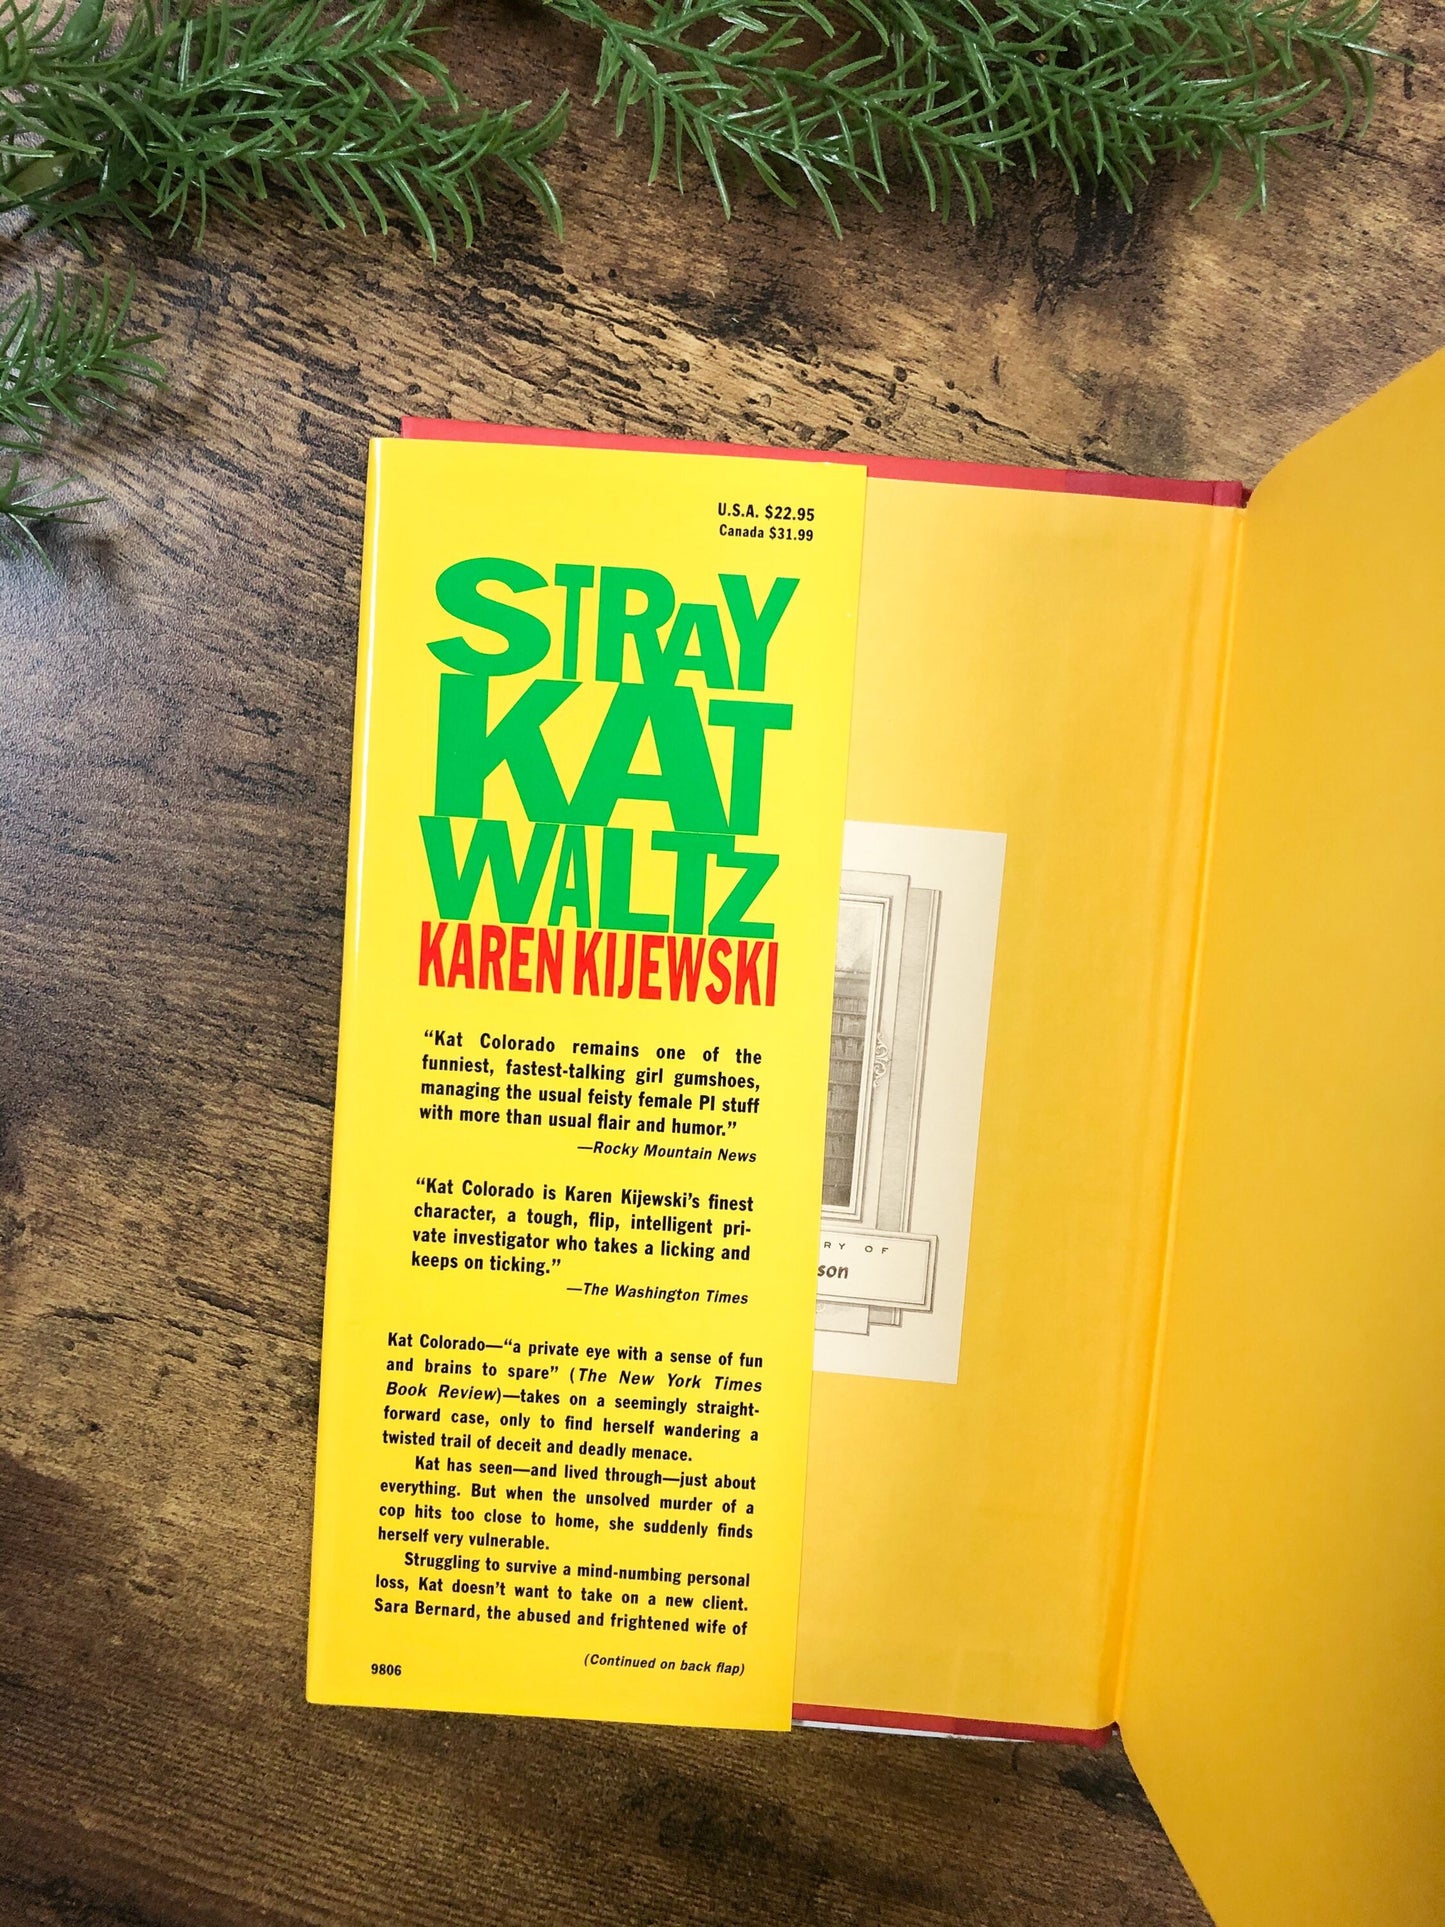 U.S.A. $22.95
Canada $31.99
STRAY
KAT
WALTZ
KAREN KIJEWSKI
“Kat Colorado remains one of the
funniest, fastest-talking girl gumshoes,
managing the usual feisty female PI stuff
with more than usual flair and humor.”
—Rocky Mountain News
“Kat Colorado is Karen Kijewski’s finest
character, a tough, flip, intelligent pri-
vate investigator who takes a licking and
keeps on ticking.”
—The Washington Times
Kat Colorado—“a private eye with a sense of fun
and brains to spare” (The New York Times
Book Review)—takes on a seemingly straight-
forward case, only to find herself wandering a
twisted trail of deceit and deadly menace.
Kat has seen—and lived through—just about
everything. But when the unsolved murder of a
cop hits too close to home, she suddenly finds
herself very vulnerable.
Struggling to survive a mind-numbing personal
loss, Kat doesn’t want to take on a new client.
Sara Bernard, the abused and frightened wife of
(Continued on back flap)
9806
RY OF
son